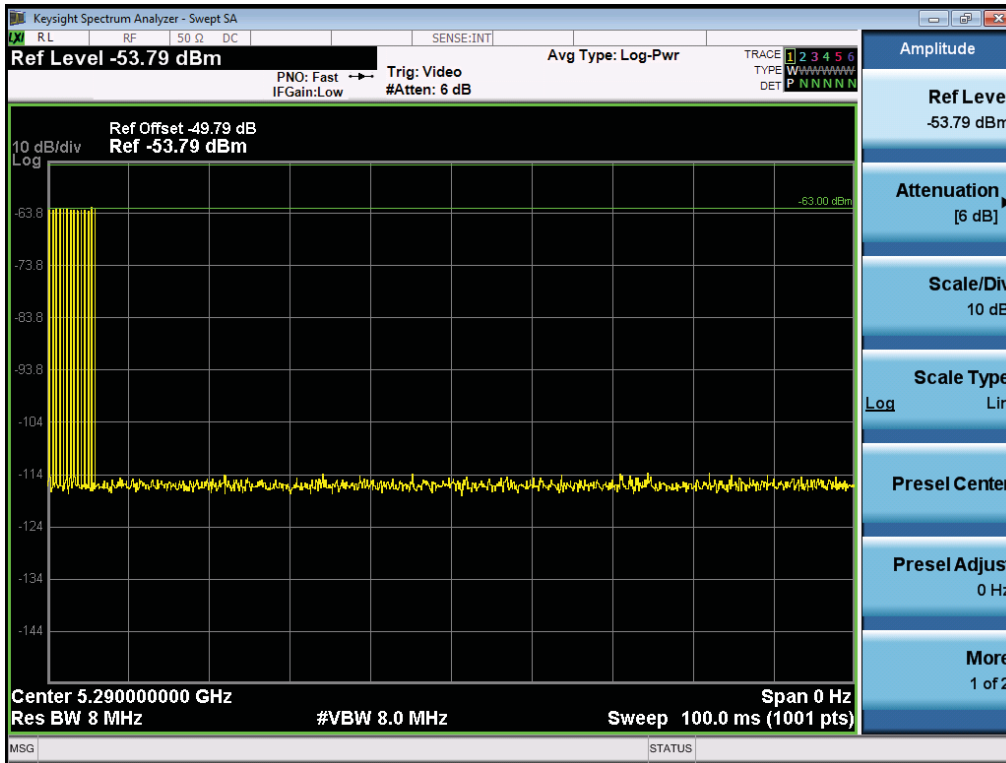 Keysight Spectrum Analyzer - Swept SA
LXI RL RF 50 Ω DC SENSE:INT
Ref Level -53.79 dBm
PNO: Fast Trig: Video Avg Type: Log-Pwr TRACE 1 2 3 4 5 6
IFGain:Low #Atten: 6 dB TYPE WWWWWW
DET P N N N N N
Ref Offset -49.79 dB
10 dB/div Ref -53.79 dBm
Log
-63.00 dBm
-63.8
-73.8
-83.8
-93.8
-104
-114
-124
-134
-144
Center 5.290000000 GHz Span 0 Hz
Res BW 8 MHz #VBW 8.0 MHz Sweep 100.0 ms (1001 pts)
MSG STATUS
Amplitude
Ref Leve
-53.79 dBm
Attenuation
[6 dB]
Scale/Div
10 dB
Scale Type
Log Lin
Presel Center
Presel Adjust
0 Hz
More
1 of 2